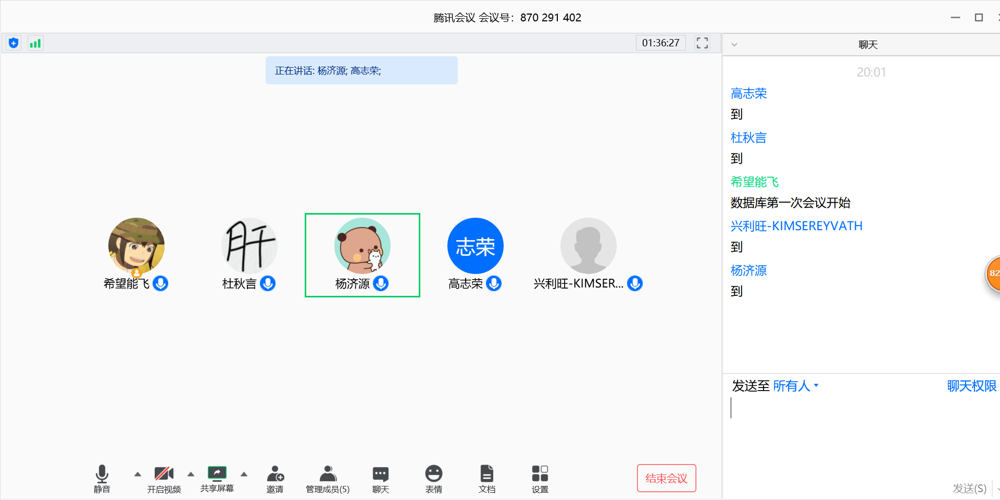 腾讯会议 会议号：870 291 402
01:36:27
正在讲话: 杨济源; 高志荣;
肝
志荣
希望能飞
杜秋言
杨济源
高志荣
兴利旺-KIMSER...
静音
开启视频
共享屏幕
邀请
管理成员(5)
聊天
表情
文档
设置
结束会议
聊天
20:01
高志荣
到
杜秋言
到
希望能飞
数据库第一次会议开始
兴利旺-KIMSEREYVATH
到
杨济源
到
82
发送至 所有人
聊天权限
发送(S)